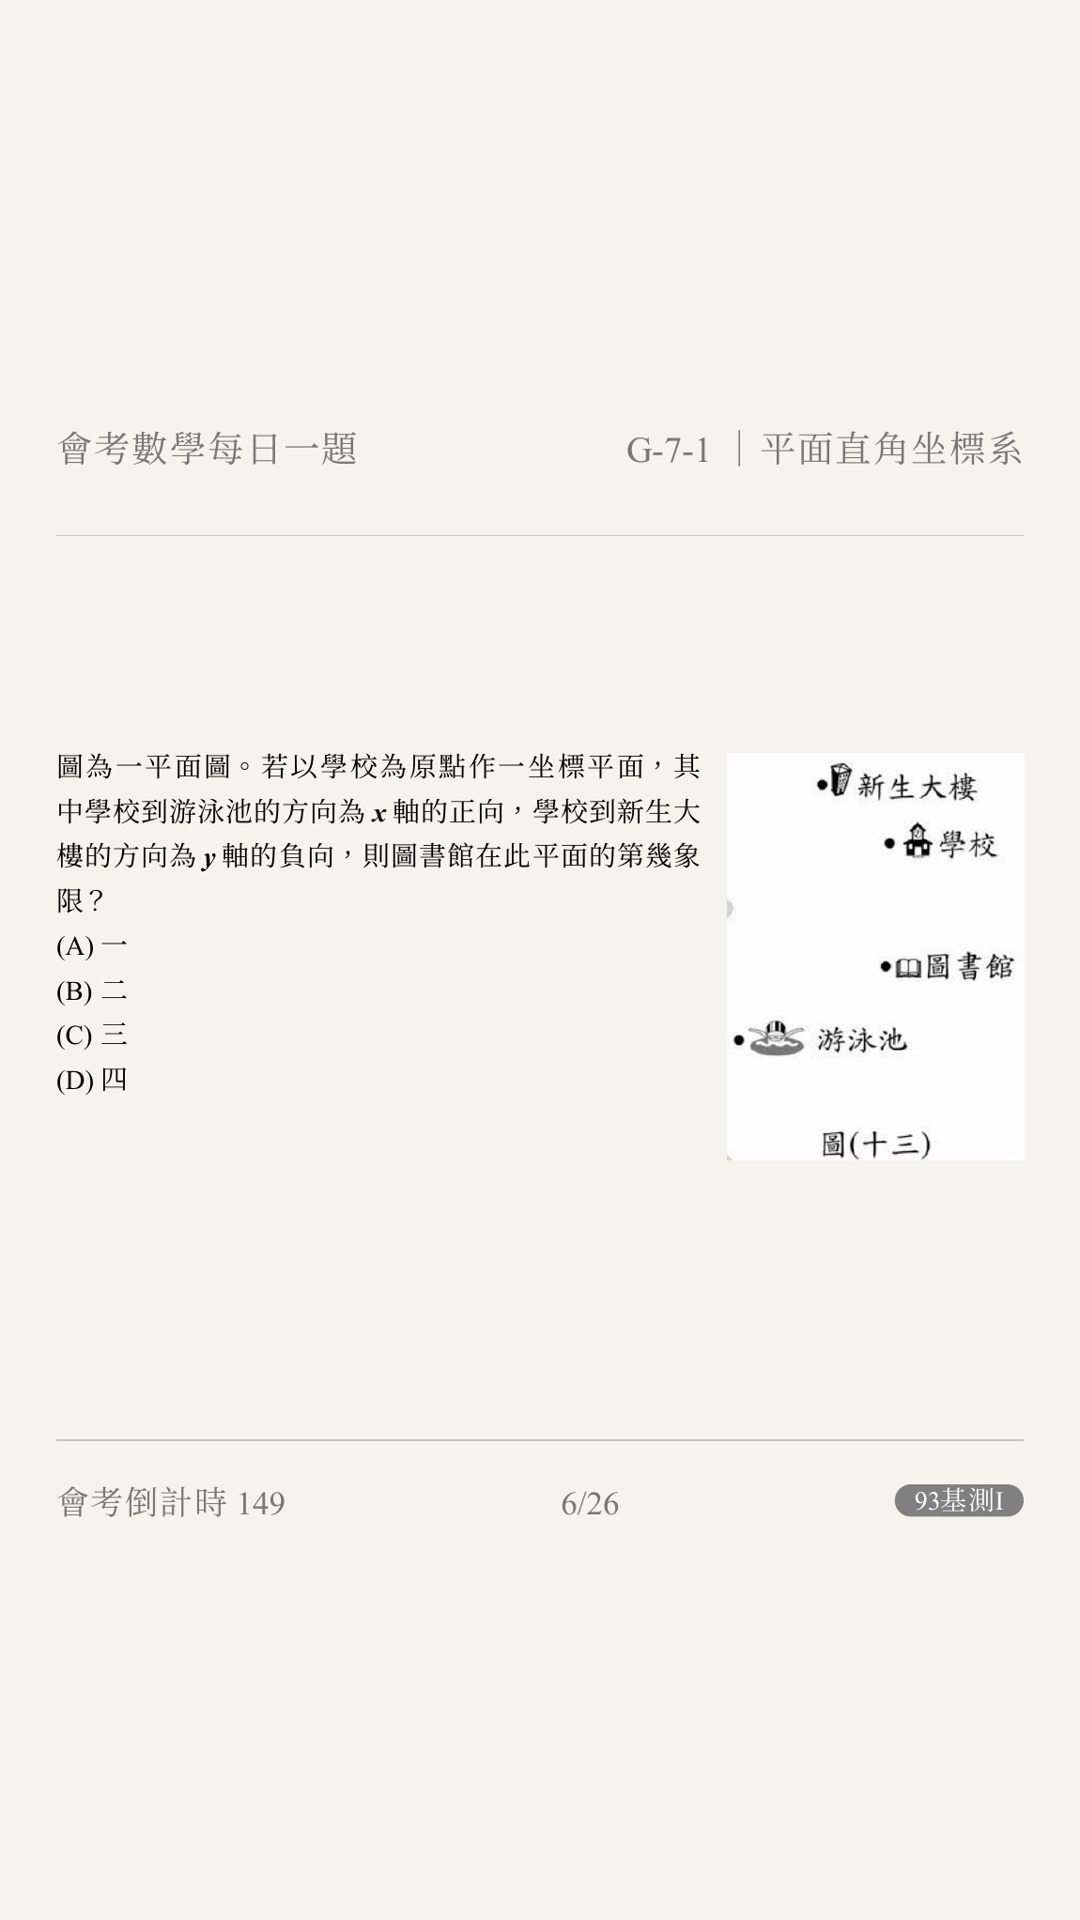 會考數學每日一題
G-7-1 │ 平面直角坐標系
圖為一平面圖。若以學校為原點作一坐標平面，其
中學校到游泳池的方向為 x 軸的正向，學校到新生大
樓的方向為 y 軸的負向，則圖書館在此平面的第幾象
限？
(A) 一
(B) 二
(C) 三
(D) 四
新生大樓
學校
圖書館
游泳池
圖(十三)
會考倒計時 149
6/26
93基測I